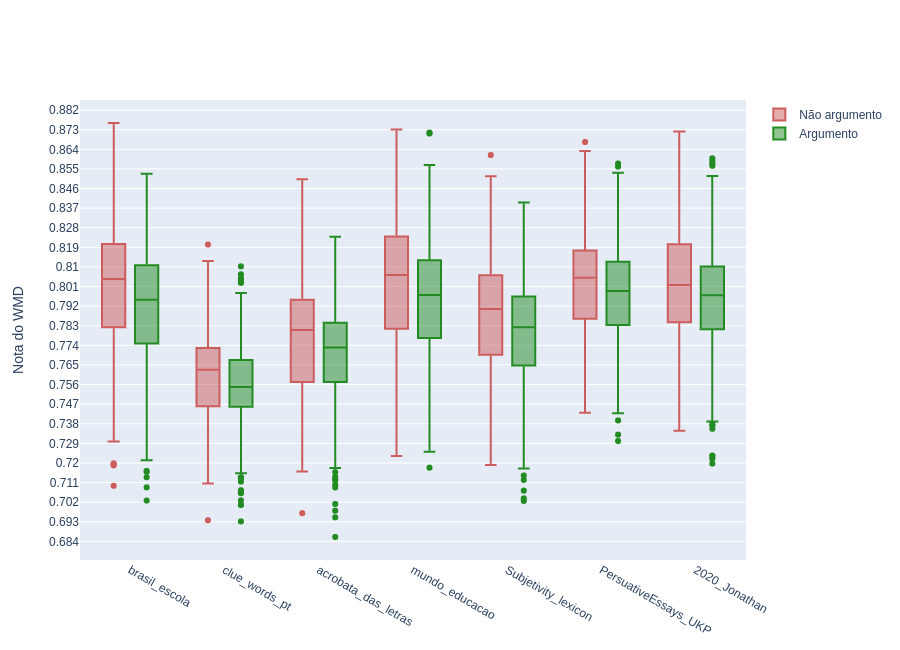 0.882
0.873
0.864
0.855
0.846
0.837
0.828
0.819
0.81
0.801
0.792
0.783
0.774
0.765
0.756
0.747
0.738
0.729
0.72
0.711
0.702
0.693
0.684
Nota do WMD
brasil_escola
clue_words_pt
acrobata_das_letras
mundo_educacao
Subjetivity_lexicon
PersuativeEssays_UKP
2020_Jonathan
Não argumento
Argumento